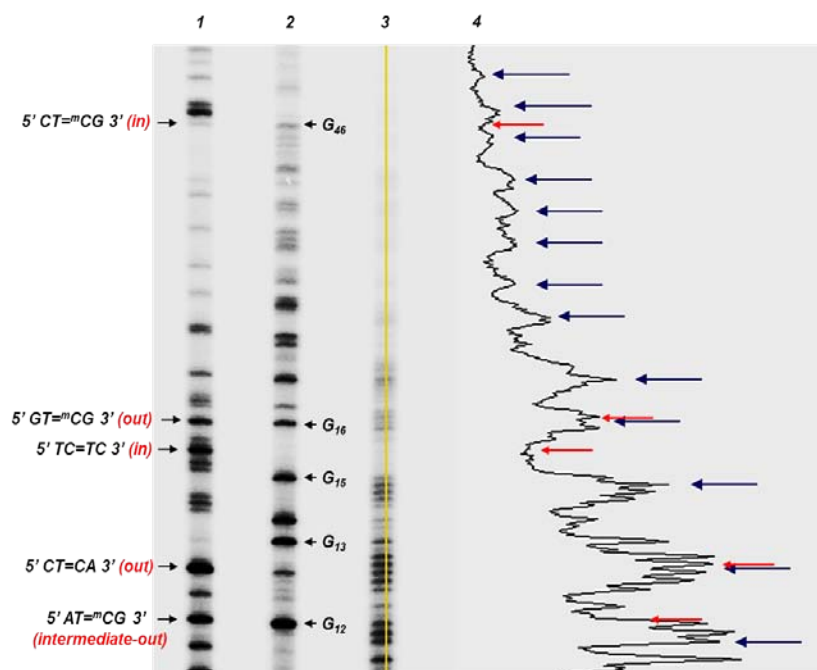 1 2 3 4
5' CT=ᵐCG 3' (in)
G₄₆
5' GT=ᵐCG 3' (out)
G₁₆
5' TC=TC 3' (in)
G₁₅
G₁₃
5' CT=CA 3' (out)
5' AT=ᵐCG 3'
(intermediate-out)
G₁₂